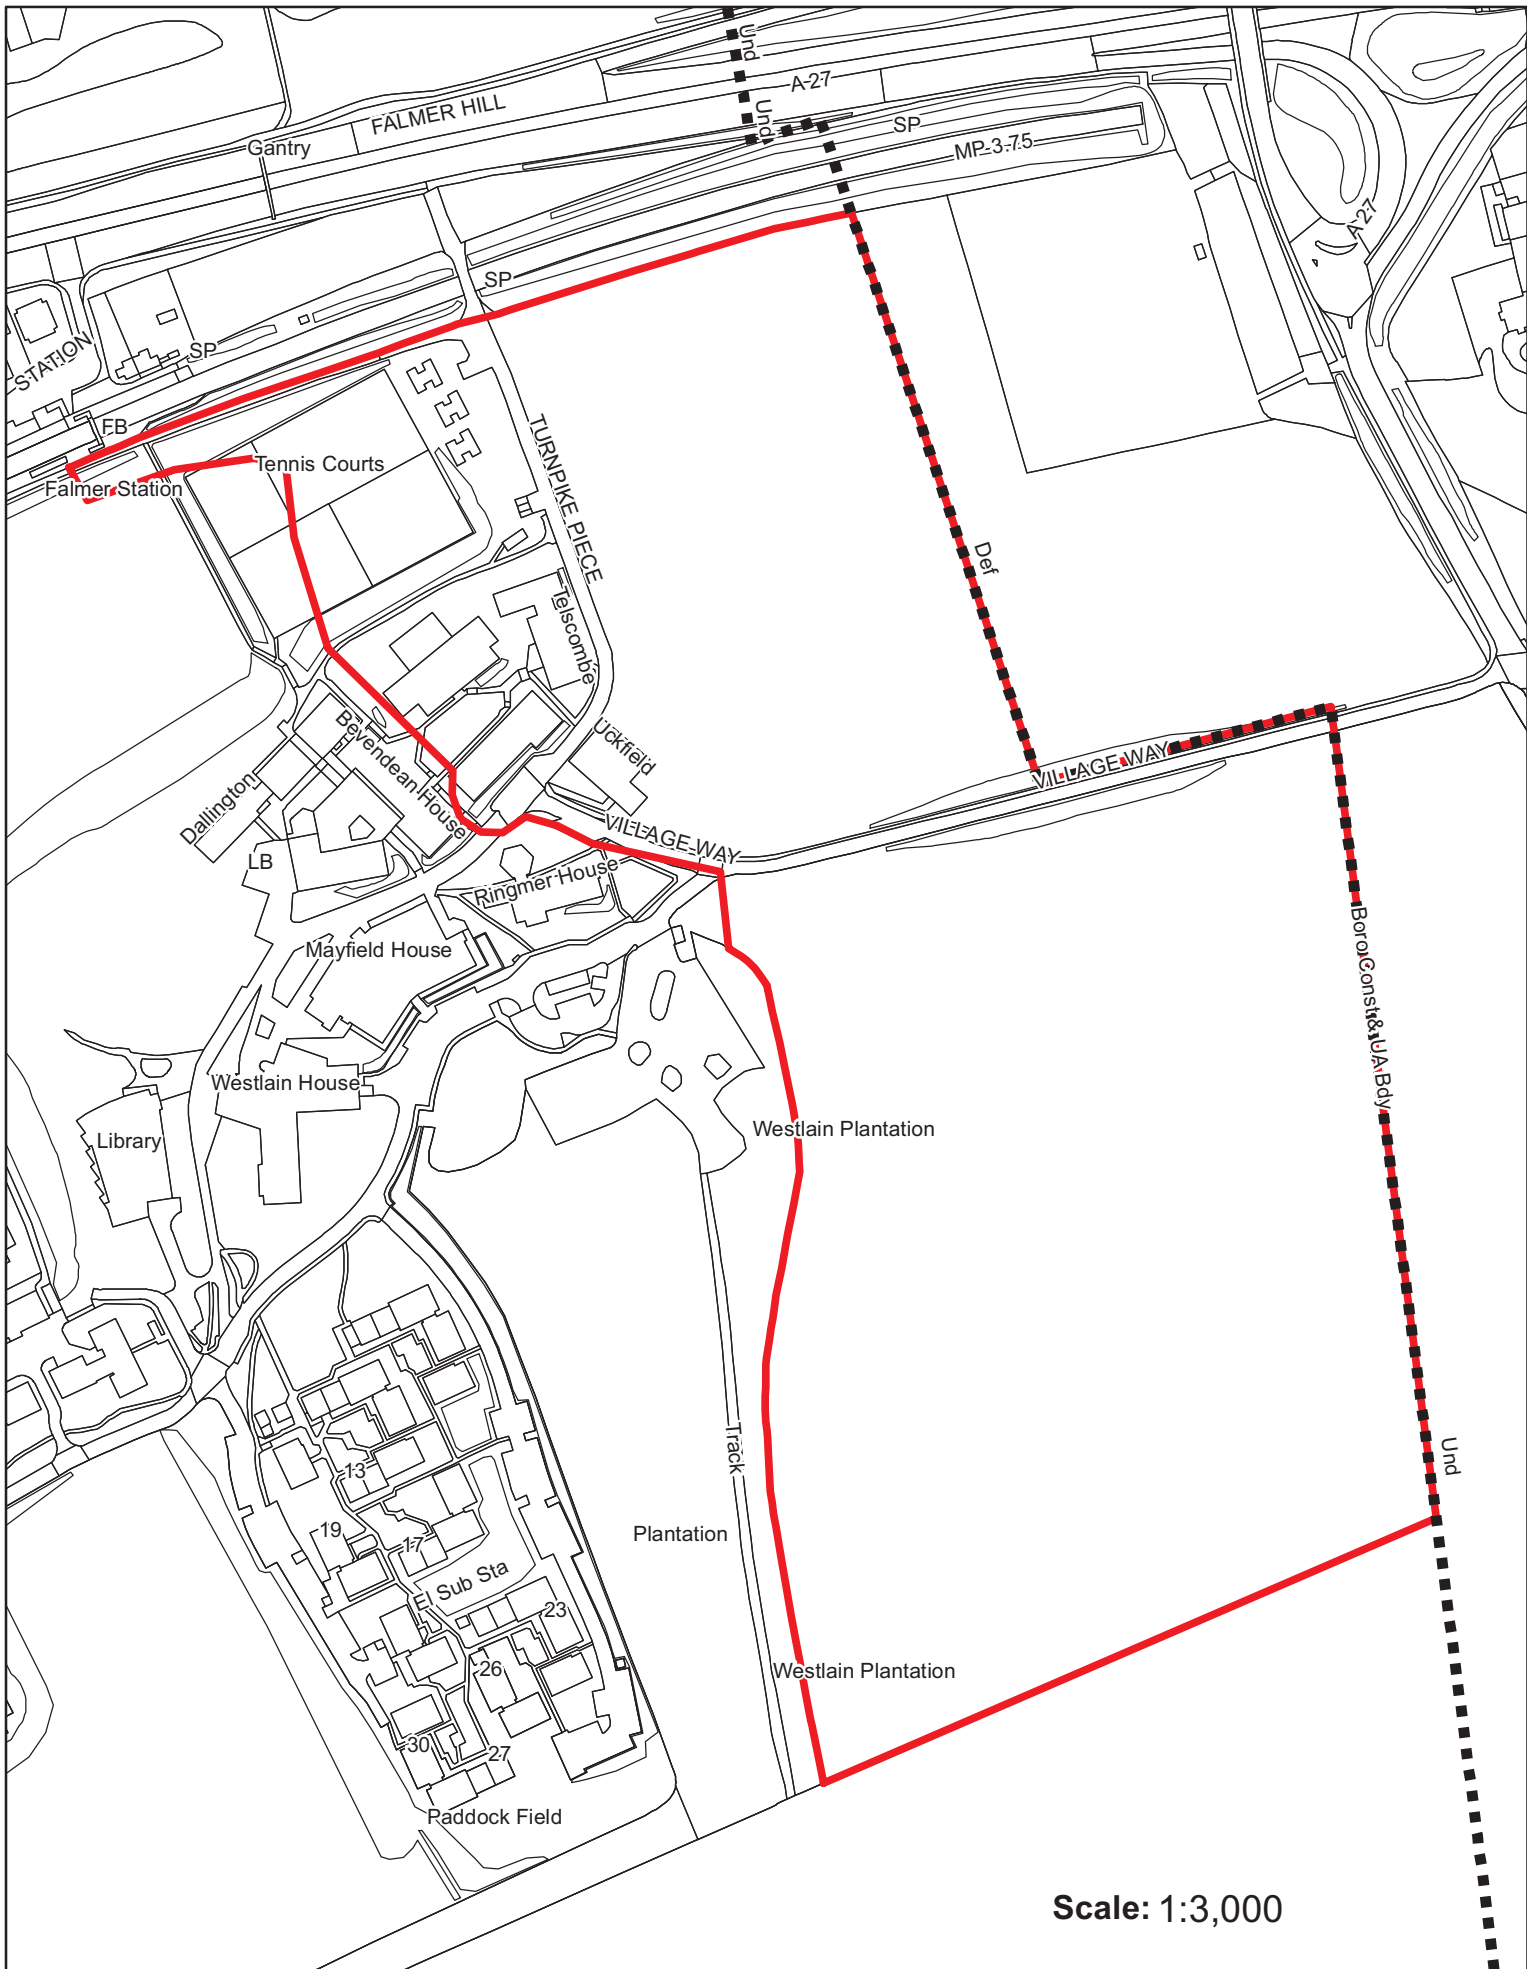 Und
A-27
Und
FALMER HILL
SP
MP 3.75
Gantry
A-27
SP
STATION
SP
FB
Tennis Courts
Falmer Station
TURNPIKE PIECE
Def
Telscombe
Uckfield
Bevendean House
VILLAGE WAY
Dallington
VILLAGE WAY
LB
Ringmer House
Mayfield House
Boro Const & UA Bdy
Westlain House
Westlain Plantation
Library
Track
Und
13
19
17
Plantation
El Sub Sta
23
26
Westlain Plantation
30
27
Paddock Field
Scale: 1:3,000